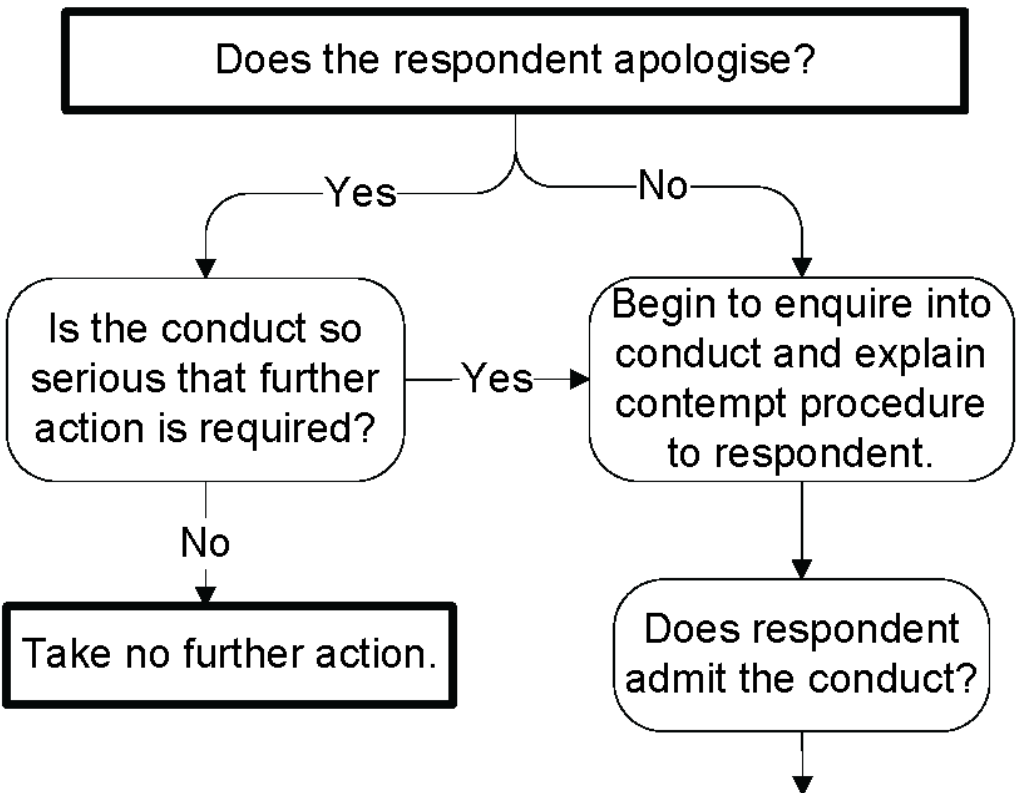 Does the respondent apologise?
Yes
No
Is the conduct so
serious that further
action is required?
Yes
Begin to enquire into
conduct and explain
contempt procedure
to respondent.
No
Take no further action.
Does respondent
admit the conduct?